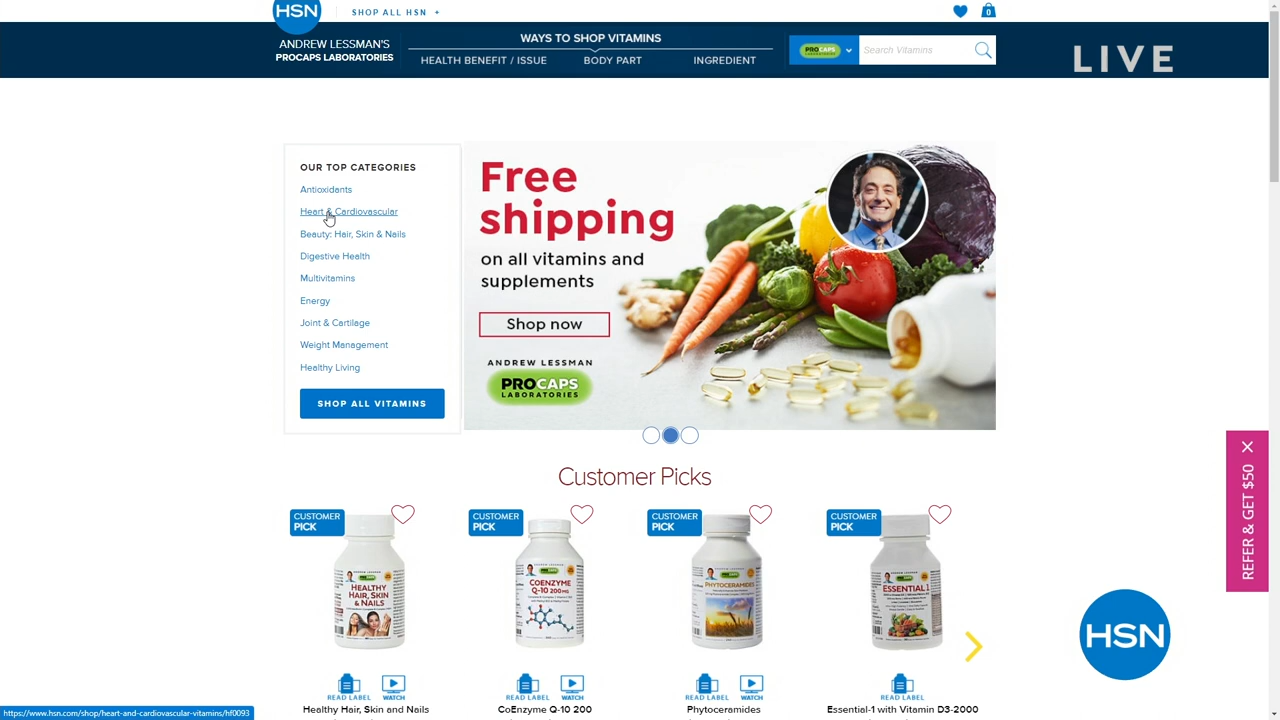 HSN
SHOP ALL HSN +
0
ANDREW LESSMAN'S
PROCAPS LABORATORIES
WAYS TO SHOP VITAMINS
HEALTH BENEFIT / ISSUE
BODY PART
INGREDIENT
PROCAPS
Search Vitamins
LIVE
OUR TOP CATEGORIES
Antioxidants
Heart & Cardiovascular
Beauty: Hair, Skin & Nails
Digestive Health
Multivitamins
Energy
Joint & Cartilage
Weight Management
Healthy Living
SHOP ALL VITAMINS
Free
shipping
on all vitamins and
supplements
Shop now
ANDREW LESSMAN
PROCAPS
LABORATORIES
REFER & GET $50
Customer Picks
CUSTOMER
PICK
HEALTHY
HAIR, SKIN
& NAILS
READ LABEL
WATCH
Healthy Hair, Skin and Nails
CUSTOMER
PICK
COENZYME
Q-10 200MG
READ LABEL
WATCH
CoEnzyme Q-10 200
CUSTOMER
PICK
PHYTOCERAMIDES
READ LABEL
WATCH
Phytoceramides
CUSTOMER
PICK
ESSENTIAL 1
READ LABEL
Essential-1 with Vitamin D3-2000
HSN
https://www.hsn.com/shop/heart-and-cardiovascular-vitamins/hf0093